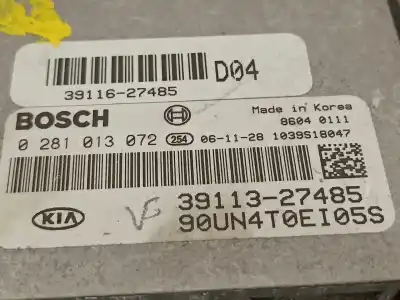 D04
39116-27485
BOSCH
Made in Korea
8604 0111
0 281 013 072 254 06-11-28 1039S18047
KIA
39113-27485
90UN4T0EI05S